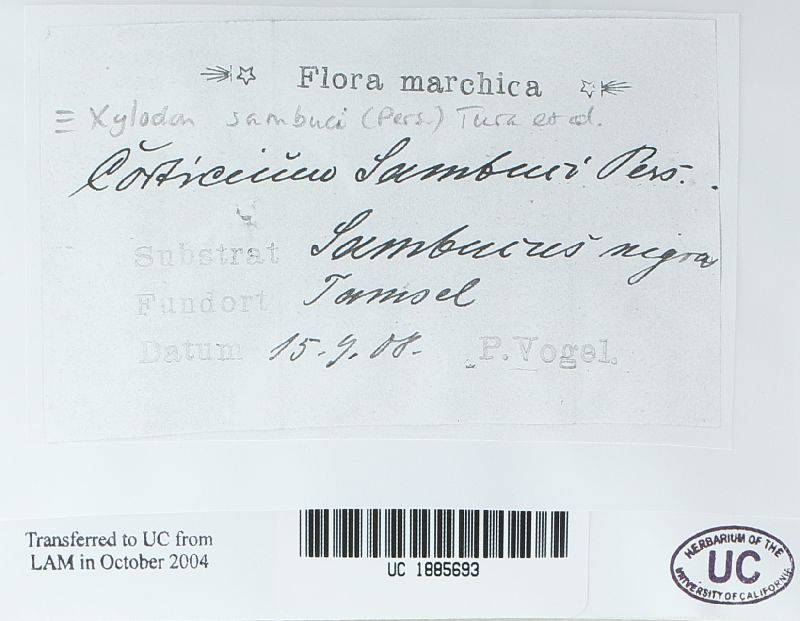 Flora marchica
≡ Xylodon sambuci (Pers.) Tura et al.
Corticium Sambuci Pers.
Substrat Sambucus nigra
Fundort Tamsel
Datum 15.9.08. P. Vogel.
Transferred to UC from
LAM in October 2004
UC 1885693
HERBARIUM OF THE
UC
UNIVERSITY OF CALIFORNIA